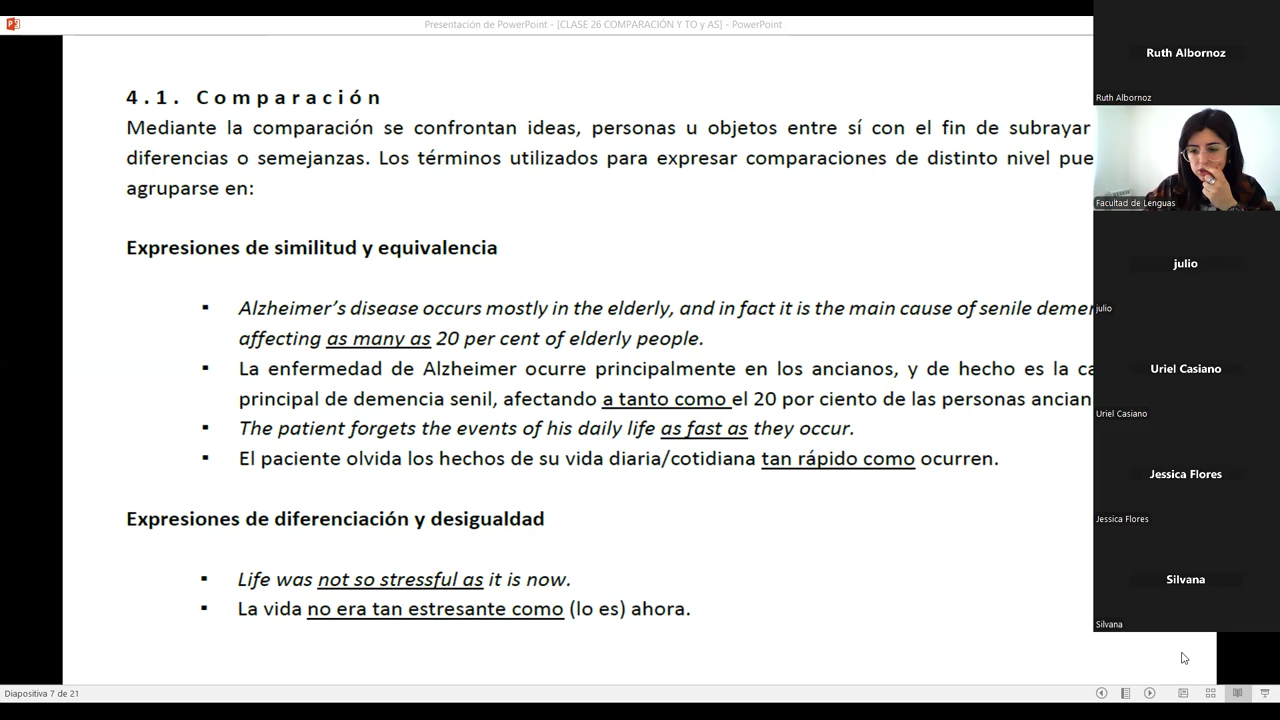 Presentación de PowerPoint - [CLASE 26 COMPARACIÓN Y TO y AS] - PowerPoint
4.1. Comparación
Mediante la comparación se confrontan ideas, personas u objetos entre sí con el fin de subrayar
diferencias o semejanzas. Los términos utilizados para expresar comparaciones de distinto nivel pue
agruparse en:
Expresiones de similitud y equivalencia
▪ Alzheimer’s disease occurs mostly in the elderly, and in fact it is the main cause of senile demen
affecting as many as 20 per cent of elderly people.
▪ La enfermedad de Alzheimer ocurre principalmente en los ancianos, y de hecho es la ca
principal de demencia senil, afectando a tanto como el 20 por ciento de las personas ancian
▪ The patient forgets the events of his daily life as fast as they occur.
▪ El paciente olvida los hechos de su vida diaria/cotidiana tan rápido como ocurren.
Expresiones de diferenciación y desigualdad
▪ Life was not so stressful as it is now.
▪ La vida no era tan estresante como (lo es) ahora.
Diapositiva 7 de 21
Ruth Albornoz
Ruth Albornoz
Facultad de Lenguas
julio
julio
Uriel Casiano
Uriel Casiano
Jessica Flores
Jessica Flores
Silvana
Silvana